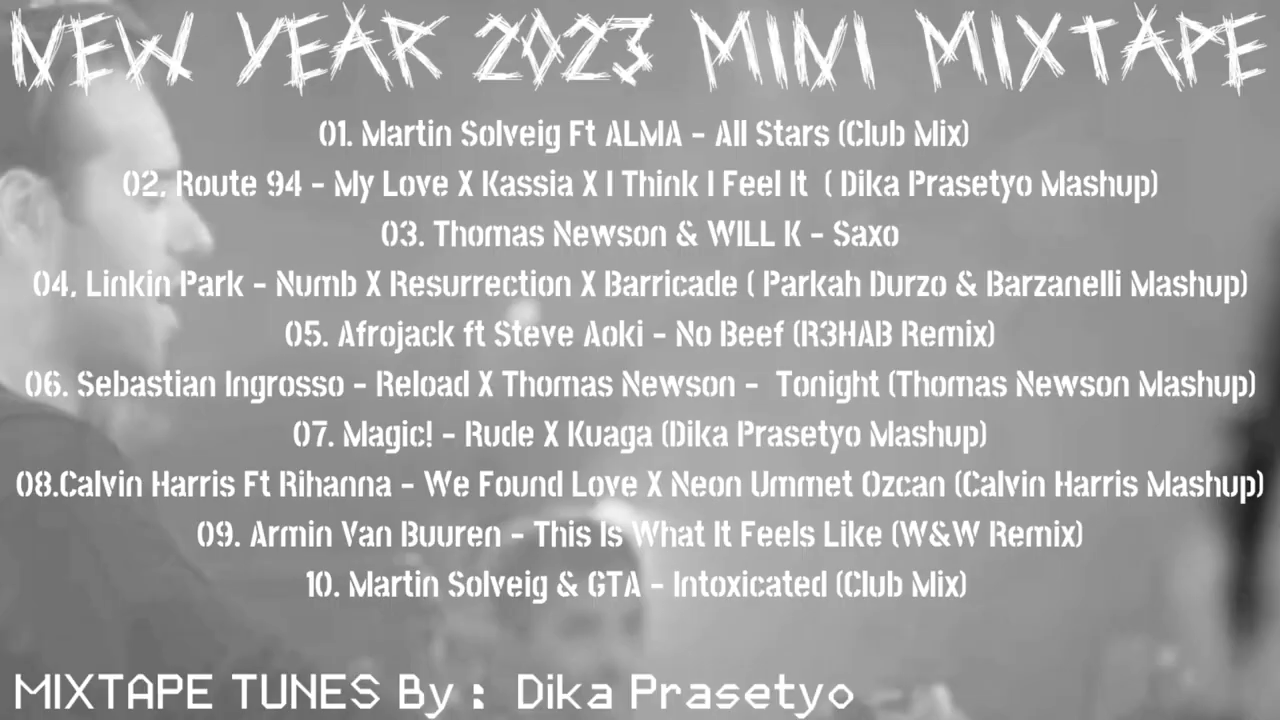 NEW YEAR 2023 MINI MIXTAPE
01. Martin Solveig Ft ALMA - All Stars (Club Mix)
02. Route 94 - My Love X Kassia X I Think I Feel It ( Dika Prasetyo Mashup)
03. Thomas Newson & WILL K - Saxo
04. Linkin Park - Numb X Resurrection X Barricade ( Parkah Durzo & Barzanelli Mashup)
05. Afrojack ft Steve Aoki - No Beef (R3HAB Remix)
06. Sebastian Ingrosso - Reload X Thomas Newson - Tonight (Thomas Newson Mashup)
07. Magic! - Rude X Kuaga (Dika Prasetyo Mashup)
08.Calvin Harris Ft Rihanna - We Found Love X Neon Ummet Ozcan (Calvin Harris Mashup)
09. Armin Van Buuren - This Is What It Feels Like (W&W Remix)
10. Martin Solveig & GTA - Intoxicated (Club Mix)
MIXTAPE TUNES By : Dika Prasetyo